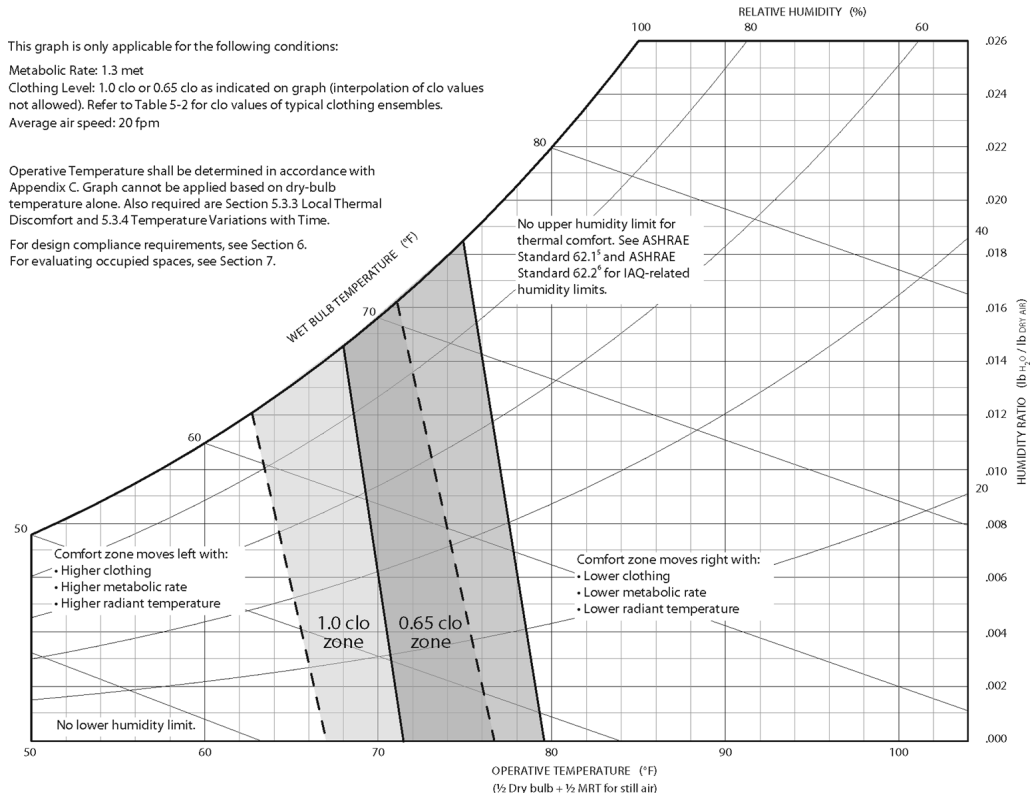 RELATIVE HUMIDITY (%)
100
80
60
This graph is only applicable for the following conditions:
Metabolic Rate: 1.3 met
Clothing Level: 1.0 clo or 0.65 clo as indicated on graph (interpolation of clo values
not allowed). Refer to Table 5-2 for clo values of typical clothing ensembles.
Average air speed: 20 fpm
Operative Temperature shall be determined in accordance with
Appendix C. Graph cannot be applied based on dry-bulb
temperature alone. Also required are Section 5.3.3 Local Thermal
Discomfort and 5.3.4 Temperature Variations with Time.
For design compliance requirements, see Section 6.
For evaluating occupied spaces, see Section 7.
WET BULB TEMPERATURE (°F)
80
70
60
50
No upper humidity limit for
thermal comfort. See ASHRAE
Standard 62.1⁵ and ASHRAE
Standard 62.2⁶ for IAQ-related
humidity limits.
40
20
.026
.024
.022
.020
.018
.016
.014
.012
.010
.008
.006
.004
.002
.000
HUMIDITY RATIO (lb H₂O / lb DRY AIR)
Comfort zone moves left with:
• Higher clothing
• Higher metabolic rate
• Higher radiant temperature
Comfort zone moves right with:
• Lower clothing
• Lower metabolic rate
• Lower radiant temperature
1.0 clo
zone
0.65 clo
zone
No lower humidity limit.
50
60
70
80
90
100
OPERATIVE TEMPERATURE (°F)
(½ Dry bulb + ½ MRT for still air)